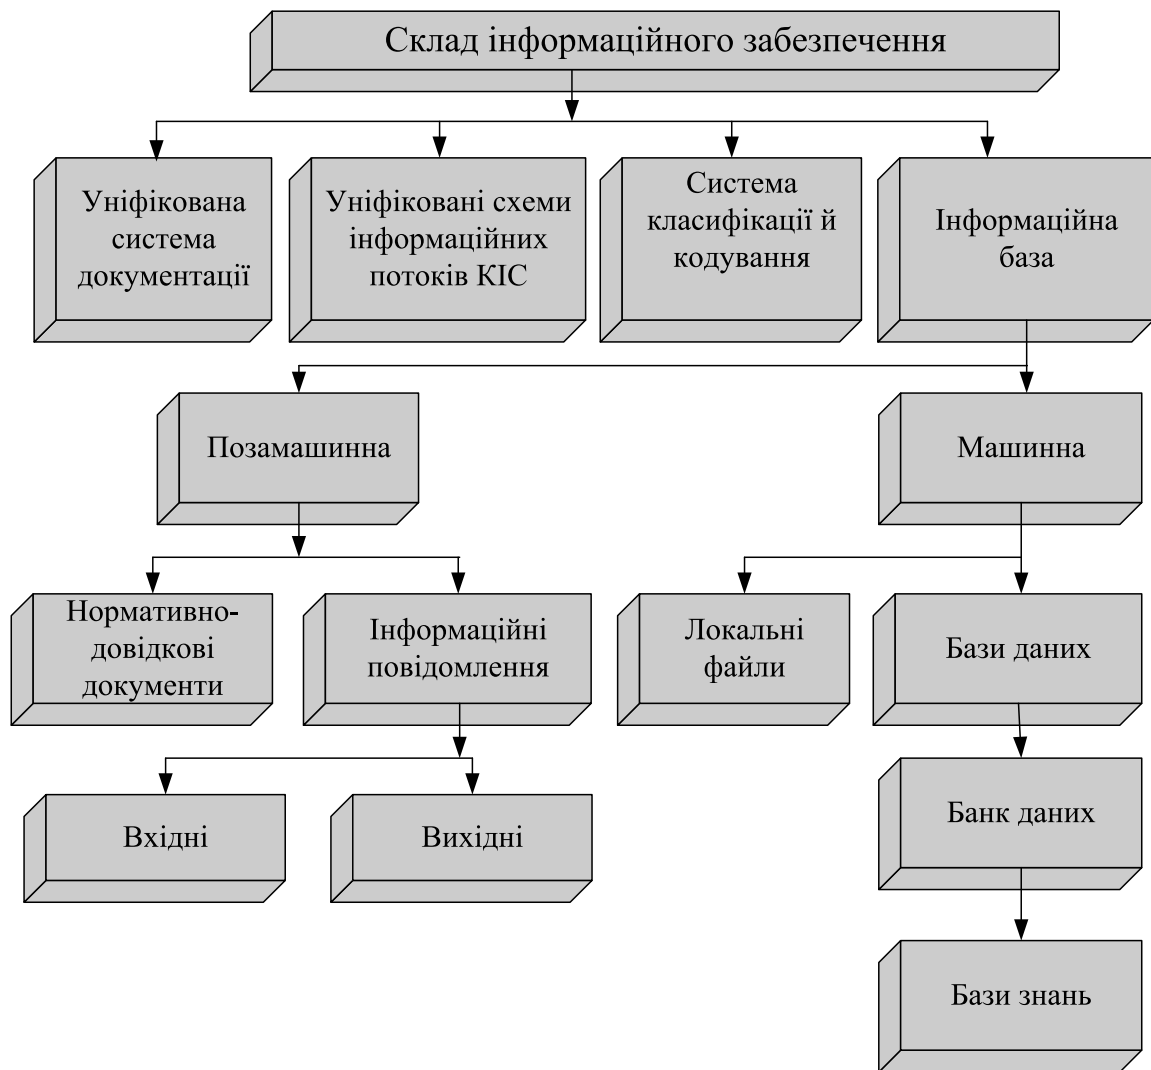 Склад інформаційного забезпечення
Уніфікована
система
документації
Уніфіковані схеми
інформаційних
потоків КІС
Система
класифікації й
кодування
Інформаційна
база
Позамашинна
Машинна
Нормативно-
довідкові
документи
Інформаційні
повідомлення
Локальні
файли
Бази даних
Вхідні
Вихідні
Банк даних
Бази знань